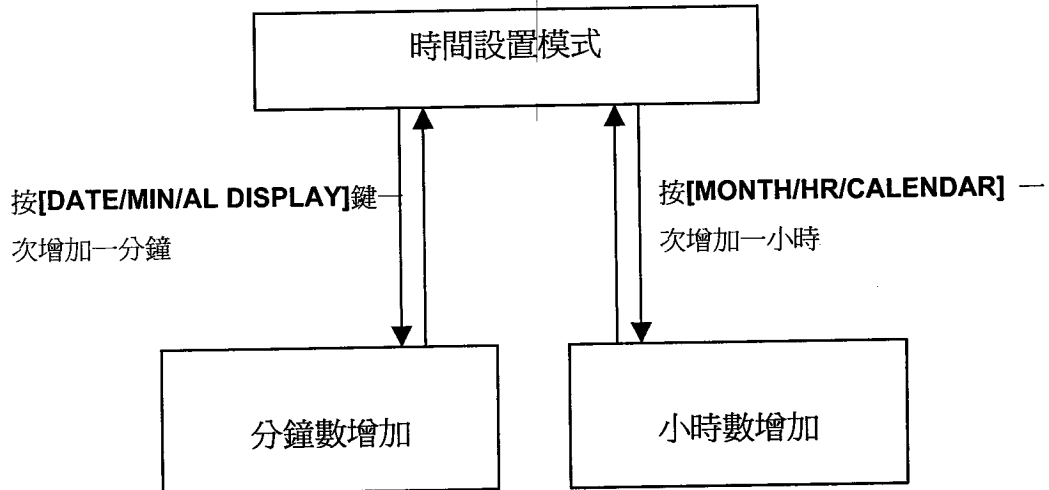 時間設置模式
按[DATE/MIN/AL DISPLAY]鍵一
次增加一分鐘
按[MONTH/HR/CALENDAR] 一
次增加一小時
分鐘數增加
小時數增加